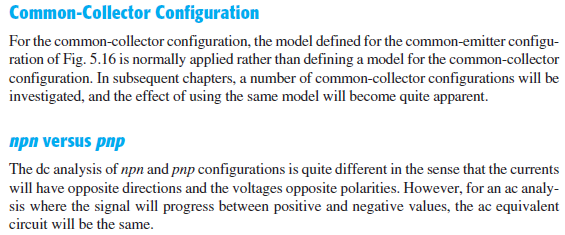 Common-Collector Configuration
For the common-collector configuration, the model defined for the common-emitter configu-
ration of Fig. 5.16 is normally applied rather than defining a model for the common-collector
configuration. In subsequent chapters, a number of common-collector configurations will be
investigated, and the effect of using the same model will become quite apparent.
npn versus pnp
The dc analysis of npn and pnp configurations is quite different in the sense that the currents
will have opposite directions and the voltages opposite polarities. However, for an ac analy-
sis where the signal will progress between positive and negative values, the ac equivalent
circuit will be the same.